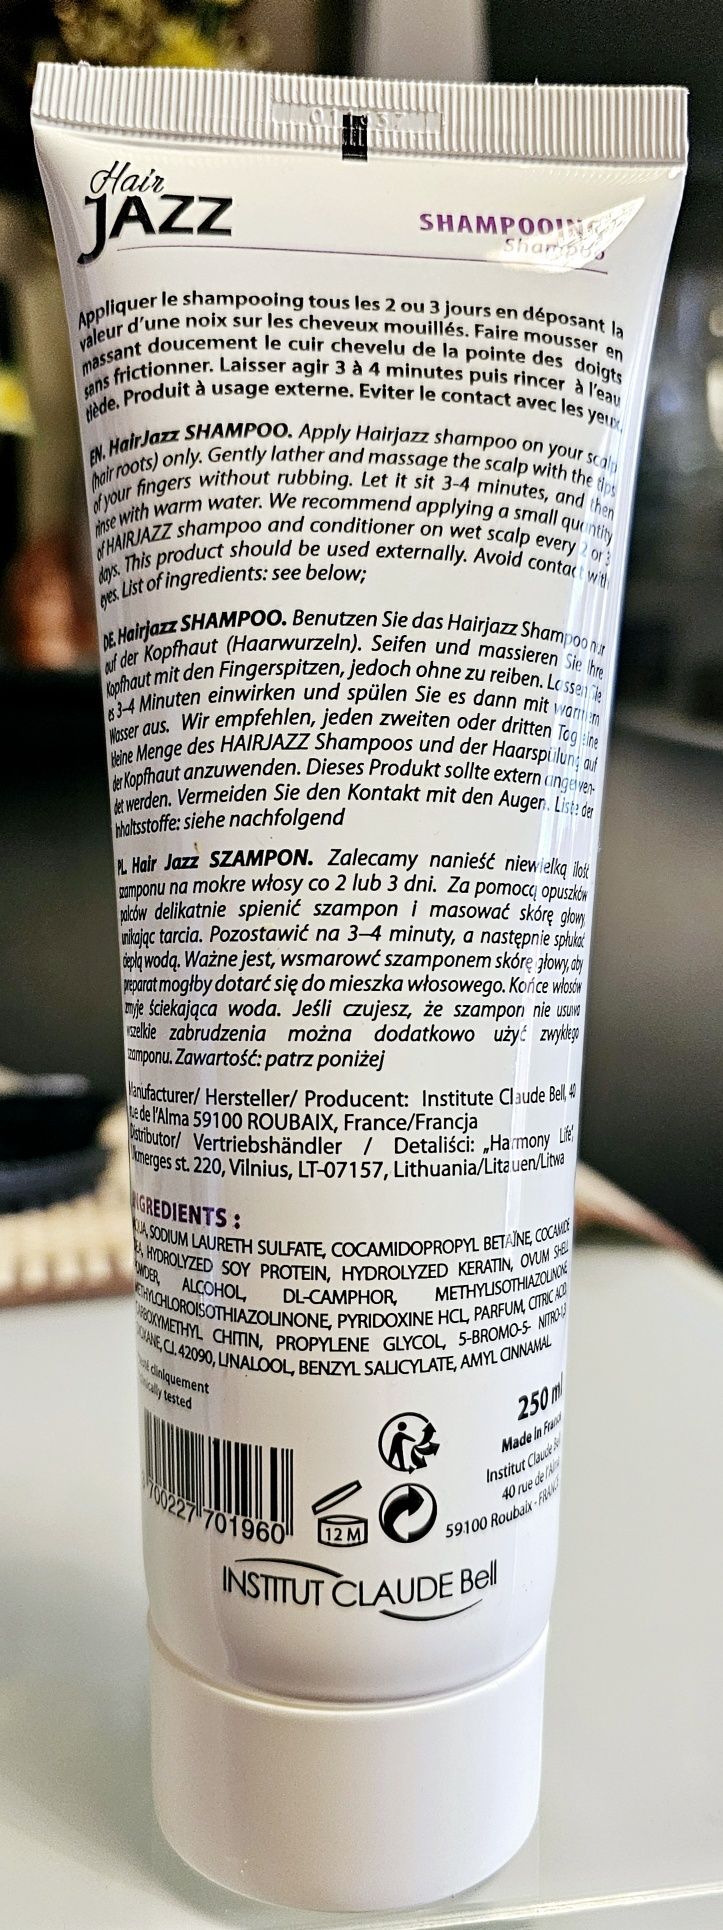 Hair
JAZZ
SHAMPOOING
Shampoo
Appliquer le shampooing tous les 2 ou 3 jours en déposant la
valeur d'une noix sur les cheveux mouillés. Faire mousser en
massant doucement le cuir chevelu de la pointe des doigts
sans frictionner. Laisser agir 3 à 4 minutes puis rincer à l'eau
tiède. Produit à usage externe. Eviter le contact avec les yeux.
EN. HairJazz SHAMPOO. Apply Hairjazz shampoo on your scalp
(hair roots) only. Gently lather and massage the scalp with the tips
of your fingers without rubbing. Let it sit 3-4 minutes, and then
rinse with warm water. We recommend applying a small quantity
of HAIRJAZZ shampoo and conditioner on wet scalp every 2 or 3
days. This product should be used externally. Avoid contact with
eyes. List of ingredients: see below;
DE. Hairjazz SHAMPOO. Benutzen Sie das Hairjazz Shampoo nur
auf der Kopfhaut (Haarwurzeln). Seifen und massieren Sie Ihre
Kopfhaut mit den Fingerspitzen, jedoch ohne zu reiben. Lassen Sie
es 3–4 Minuten einwirken und spülen Sie es dann mit warmem
Wasser aus. Wir empfehlen, jeden zweiten oder dritten Tag eine
kleine Menge des HAIRJAZZ Shampoos und der Haarspülung auf
der Kopfhaut anzuwenden. Dieses Produkt sollte extern angewen-
det werden. Vermeiden Sie den Kontakt mit den Augen. Liste der
Inhaltsstoffe: siehe nachfolgend
PL. Hair Jazz SZAMPON. Zalecamy nanieść niewielką ilość
szamponu na mokre włosy co 2 lub 3 dni. Za pomocą opuszków
palców delikatnie spienić szampon i masować skórę głowy,
unikając tarcia. Pozostawić na 3–4 minuty, a następnie spłukać
ciepłą wodą. Ważne jest, wsmarowć szamponem skórę głowy, aby
preparat mogłby dotarć się do mieszka włosowego. Końce włosów
zmyje ściekająca woda. Jeśli czujesz, że szampon nie usuwa
wszelkie zabrudzenia można dodatkowo użyć zwykłego
szamponu. Zawartość: patrz poniżej
Manufacturer/ Hersteller/ Producent: Institute Claude Bell, 40
rue de l'Alma 59100 ROUBAIX, France/Francja
Distributor/ Vertriebshändler / Detaliści: „Harmony Life",
Ukmerges st. 220, Vilnius, LT-07157, Lithuania/Litauen/Litwa
INGREDIENTS :
AQUA, SODIUM LAURETH SULFATE, COCAMIDOPROPYL BETAÏNE, COCAMIDE
DEA, HYDROLYZED SOY PROTEIN, HYDROLYZED KERATIN, OVUM SHELL
POWDER, ALCOHOL, DL-CAMPHOR, METHYLISOTHIAZOLINONE,
METHYLCHLOROISOTHIAZOLINONE, PYRIDOXINE HCL, PARFUM, CITRIC ACID,
CARBOXYMETHYL CHITIN, PROPYLENE GLYCOL, 5-BROMO-5- NITRO-1,3
DIOXANE, C.I. 42090, LINALOOL, BENZYL SALICYLATE, AMYL CINNAMAL
Testé cliniquement
Clinically tested
250 ml
Made in France
Institut Claude Bell
40 rue de l'Alma
59100 Roubaix - FRANCE
3 700227 701960
12 M
INSTITUT CLAUDE Bell